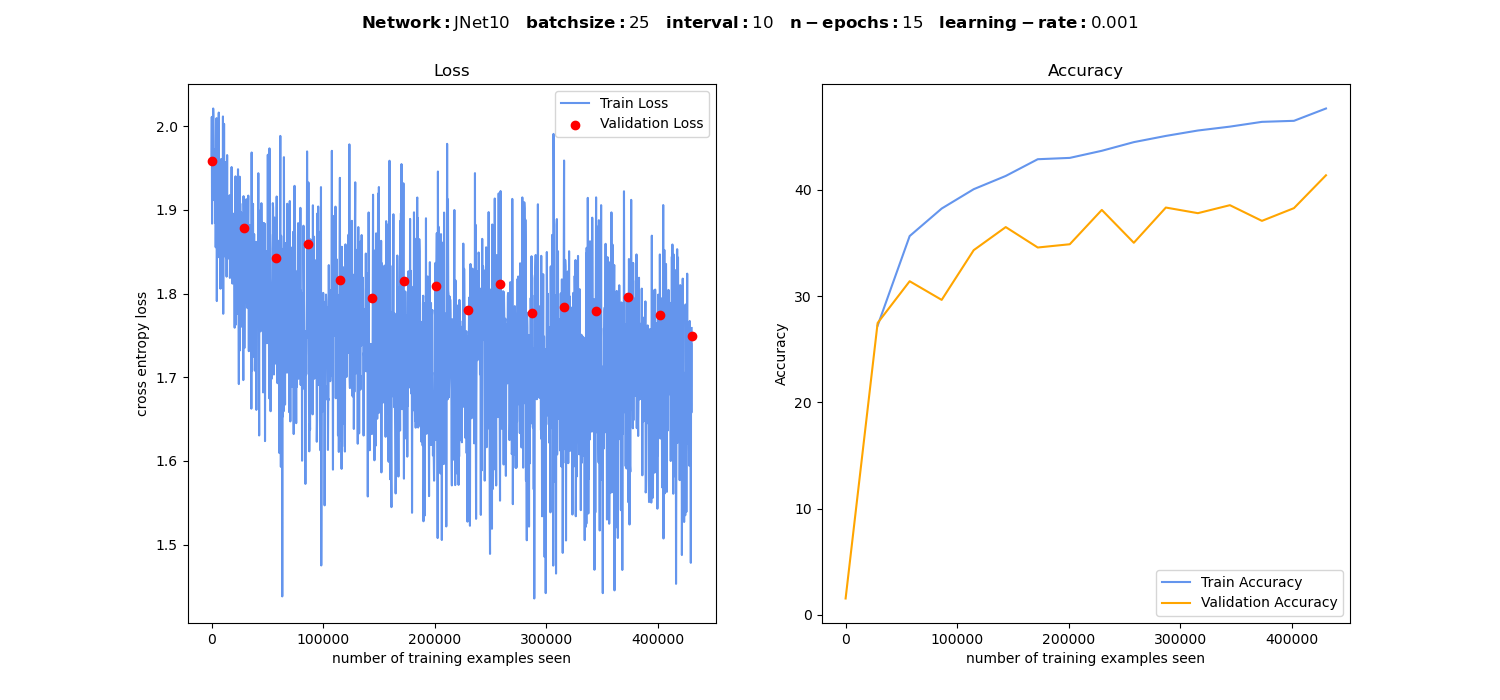 Network: JNet10 batchsize: 25 interval: 10 n−epochs: 15 learning−rate: 0.001
Loss
Accuracy
Train Loss
Validation Loss
2.0
1.9
1.8
1.7
1.6
1.5
cross entropy loss
0
100000
200000
300000
400000
number of training examples seen
40
30
20
10
0
Accuracy
Train Accuracy
Validation Accuracy
0
100000
200000
300000
400000
number of training examples seen